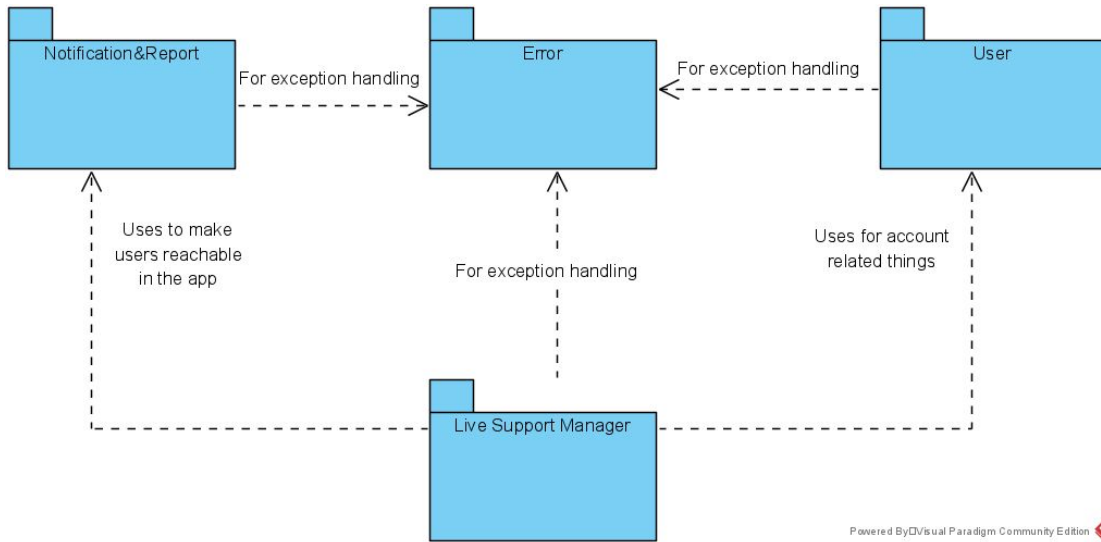 Notification&Report
Error
User
For exception handling
For exception handling
Uses to make
users reachable
in the app
For exception handling
Uses for account
related things
Live Support Manager
Powered By□Visual Paradigm Community Edition